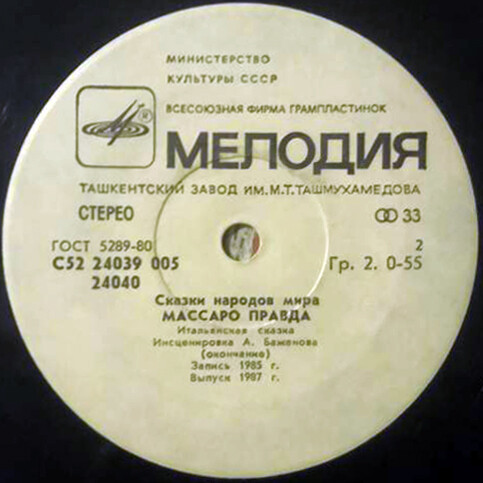 МИНИСТЕРСТВО
КУЛЬТУРЫ СССР
ВСЕСОЮЗНАЯ ФИРМА ГРАМПЛАСТИНОК
МЕЛОДИЯ
ТАШКЕНТСКИЙ ЗАВОД ИМ. М.Т. ТАШМУХАМЕДОВА
СТЕРЕО 33
ГОСТ 5289-80 2
С52 24039 005 Гр. 2. 0-55
24040
Сказки народов мира
МАССАРО ПРАВДА
Итальянская сказка
Инсценировка А. Бажанова
(окончание)
Запись 1985 г.
Выпуск 1987 г.